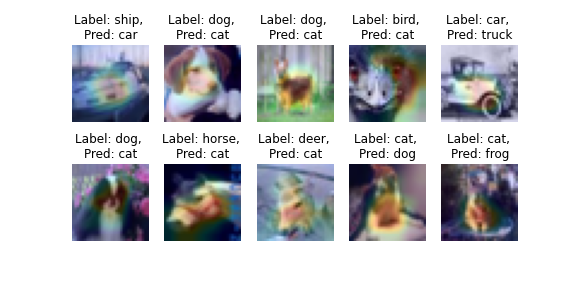 Label: ship,
Pred: car
Label: dog,
Pred: cat
Label: dog,
Pred: cat
Label: bird,
Pred: cat
Label: car,
Pred: truck
Label: dog,
Pred: cat
Label: horse,
Pred: cat
Label: deer,
Pred: cat
Label: cat,
Pred: dog
Label: cat,
Pred: frog